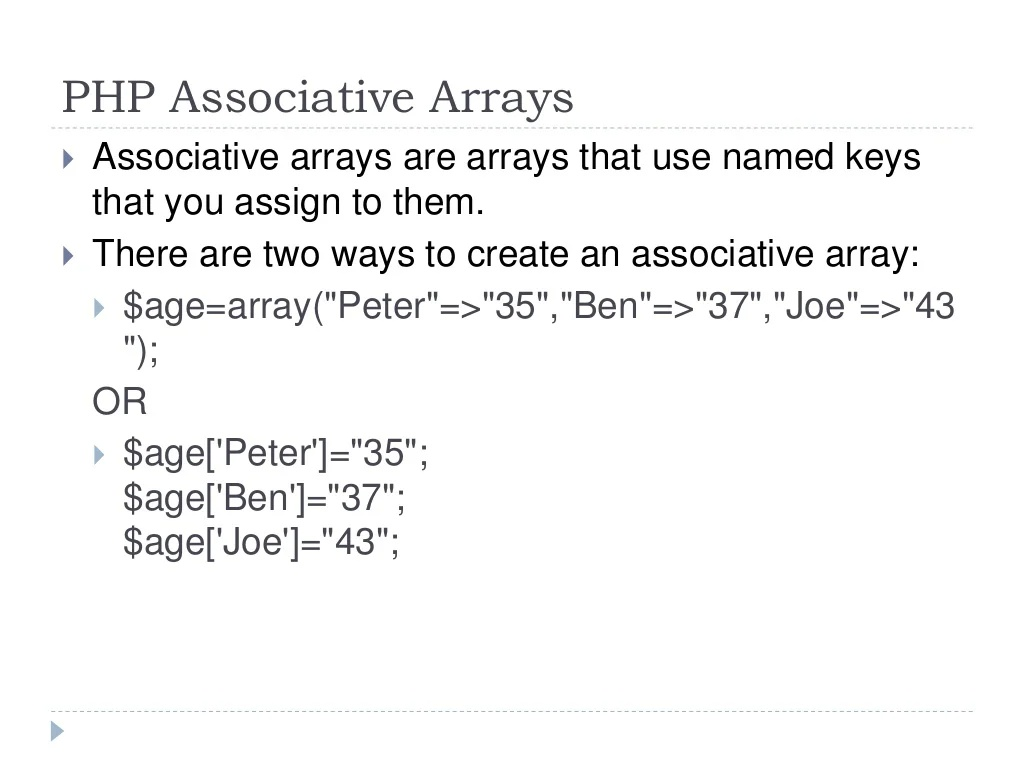 PHP Associative Arrays
Associative arrays are arrays that use named keys
that you assign to them.
There are two ways to create an associative array:
$age=array("Peter"=>"35","Ben"=>"37","Joe"=>"43
");
OR
$age['Peter']="35";
$age['Ben']="37";
$age['Joe']="43";